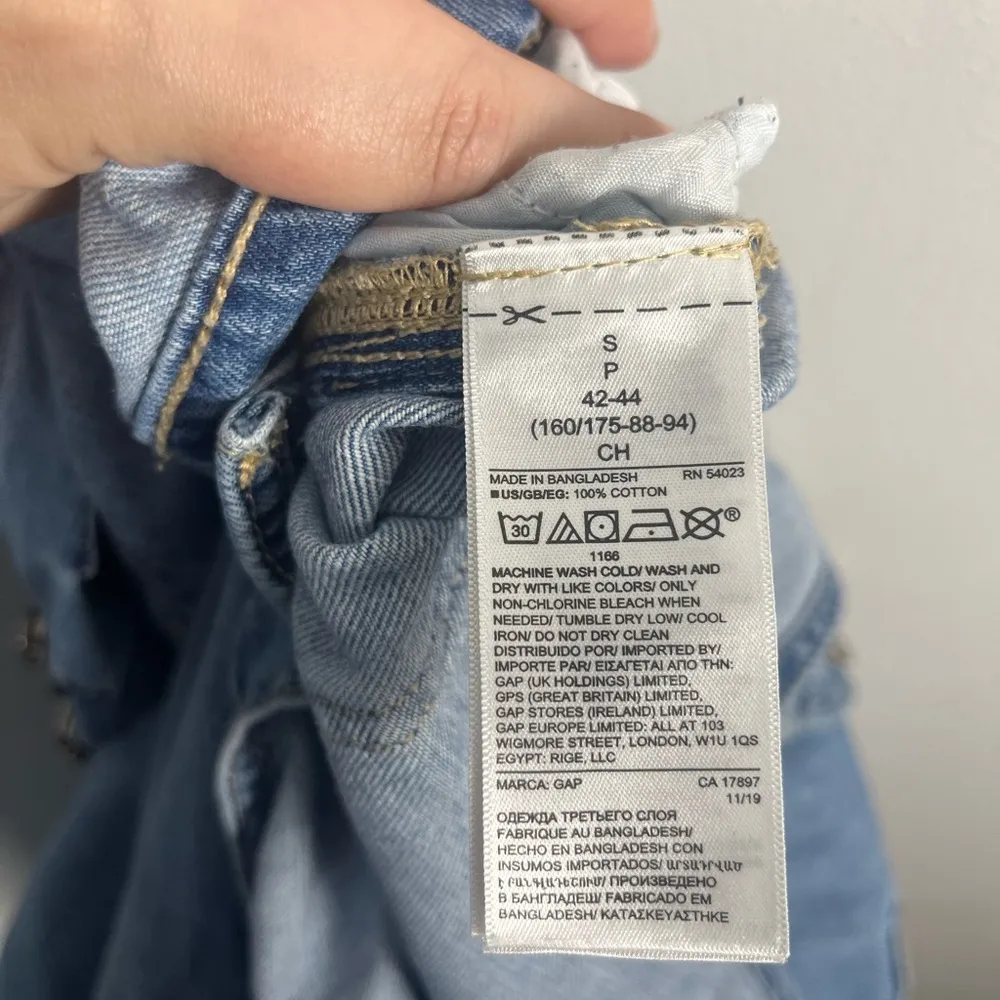 S
P
42-44
(160/175-88-94)
CH
MADE IN BANGLADESH RN 54023
US/GB/EG: 100% COTTON
30 ®
1166
MACHINE WASH COLD/ WASH AND
DRY WITH LIKE COLORS/ ONLY
NON-CHLORINE BLEACH WHEN
NEEDED/ TUMBLE DRY LOW/ COOL
IRON/ DO NOT DRY CLEAN
DISTRIBUIDO POR/ IMPORTED BY/
IMPORTE PAR/ ΕΙΣΑΓΕΤΑΙ ΑΠΟ ΤΗΝ:
GAP (UK HOLDINGS) LIMITED,
GPS (GREAT BRITAIN) LIMITED,
GAP STORES (IRELAND) LIMITED,
GAP EUROPE LIMITED: ALL AT 103
WIGMORE STREET, LONDON, W1U 1QS
EGYPT: RIGE, LLC
MARCA: GAP CA 17897
11/19
ОДЕЖДА ТРЕТЬЕГО СЛОЯ
FABRIQUE AU BANGLADESH/
HECHO EN BANGLADESH CON
INSUMOS IMPORTADOS/ ԱՐՏԱԴՐՎԱԾ
Է ԲԱՆԳԼԱԴԵՇՈՒՄ/ ПРОИЗВЕДЕНО
В БАНГЛАДЕШ/ FABRICADO EM
BANGLADESH/ ΚΑΤΑΣΚΕΥΑΣΤΗΚΕ